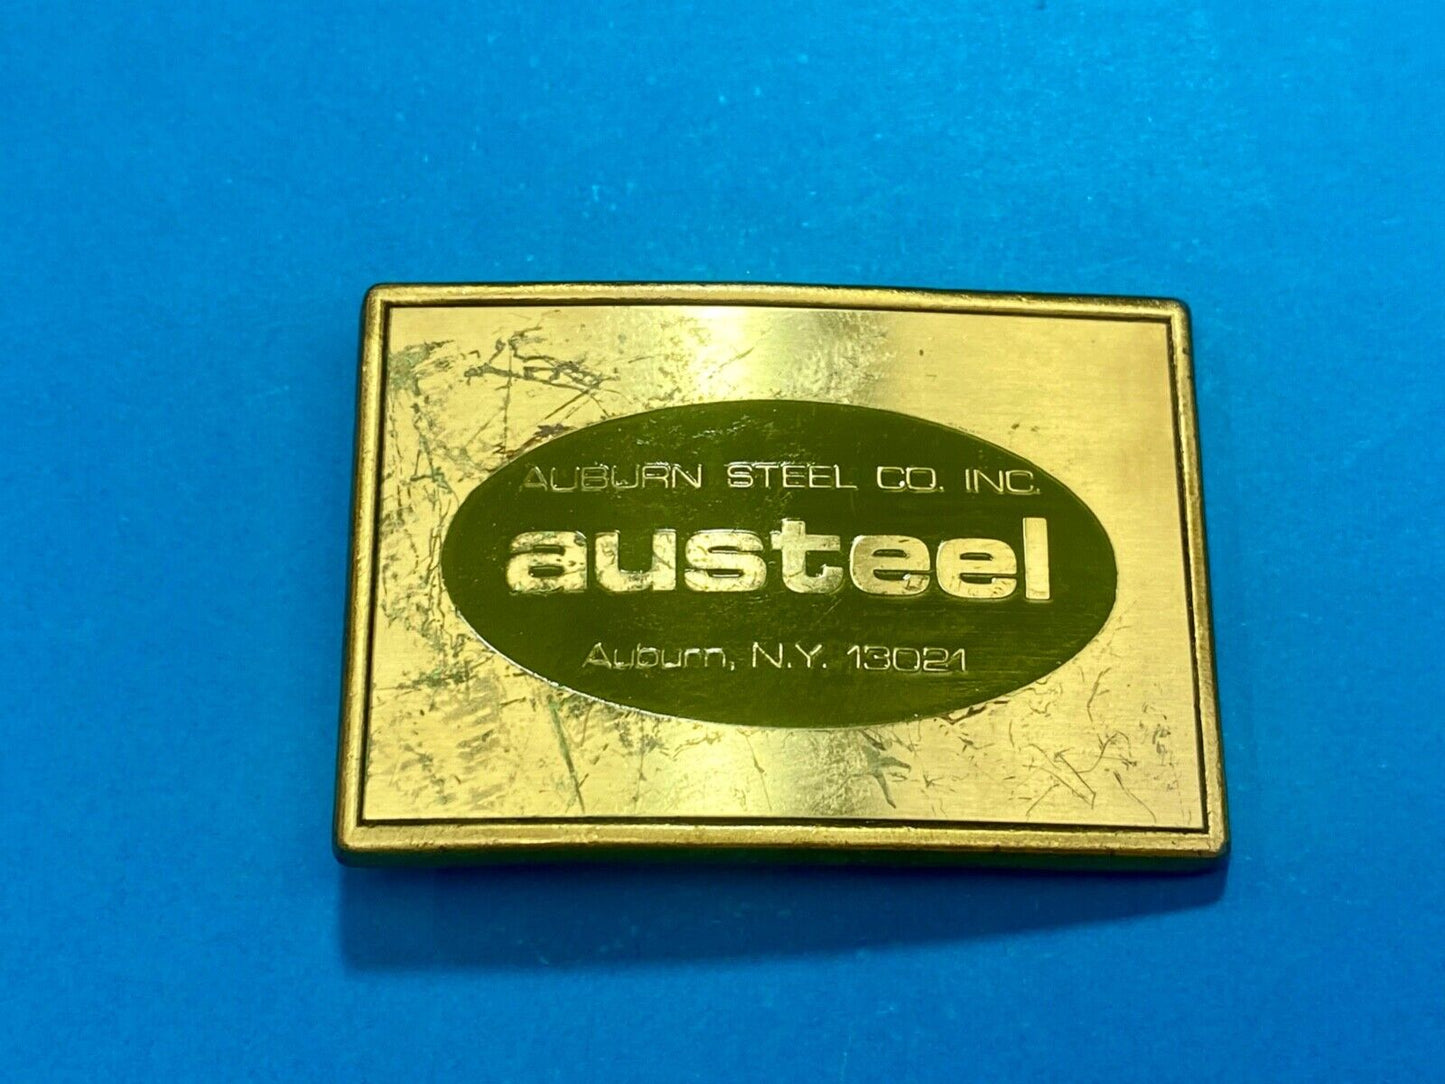 AUBURN STEEL CO. INC.
austeel
Auburn, N.Y. 13021